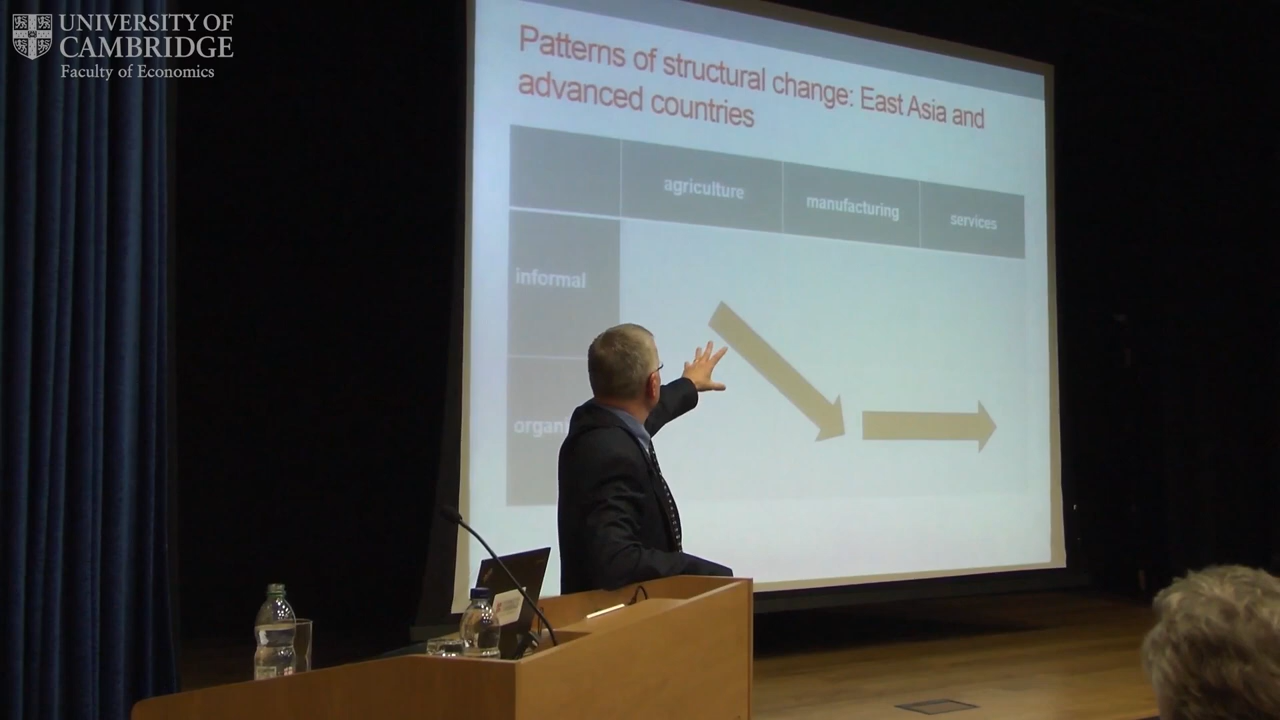 UNIVERSITY OF
CAMBRIDGE
Faculty of Economics
Patterns of structural change: East Asia and
advanced countries
agriculture
manufacturing
services
informal
organi